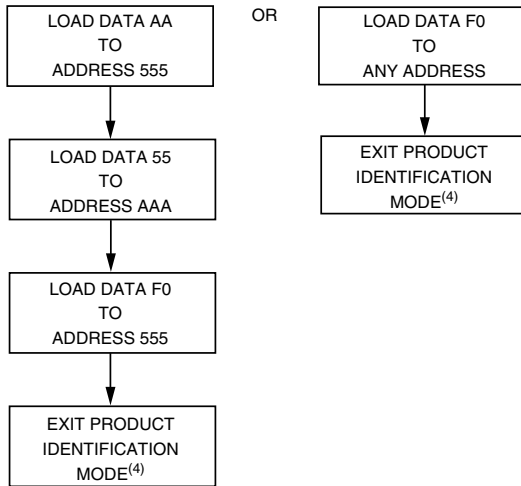 LOAD DATA AA
TO
ADDRESS 555
LOAD DATA 55
TO
ADDRESS AAA
LOAD DATA F0
TO
ADDRESS 555
EXIT PRODUCT
IDENTIFICATION
MODE(4)
OR
LOAD DATA F0
TO
ANY ADDRESS
EXIT PRODUCT
IDENTIFICATION
MODE(4)